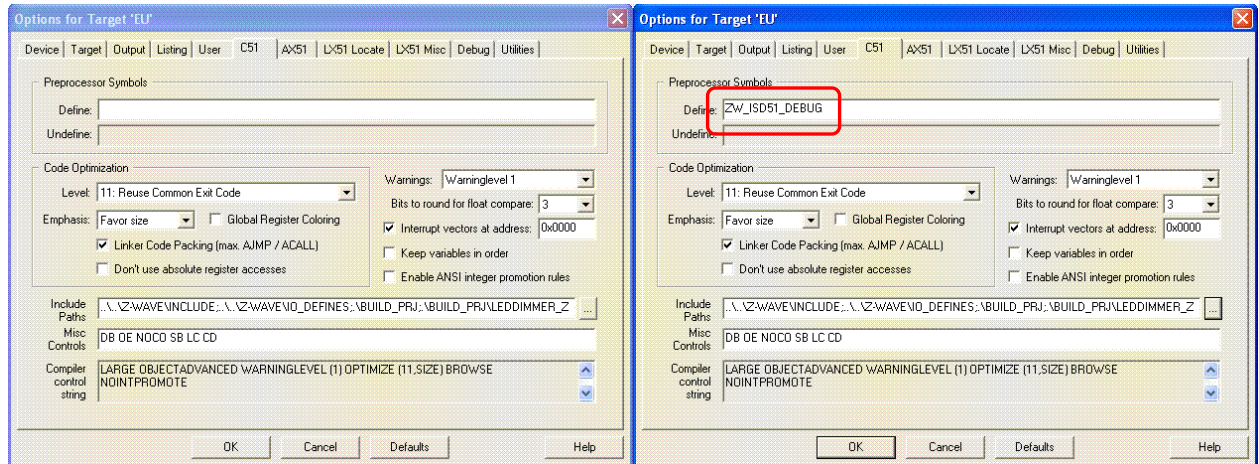 Options for Target 'EU'
Device Target Output Listing User C51 AX51 LX51 Locate LX51 Misc Debug Utilities
Preprocessor Symbols
Define:
Undefine:
Code Optimization
Level: 11: Reuse Common Exit Code
Emphasis: Favor size Global Register Coloring
Linker Code Packing (max. AJMP / ACALL)
Don't use absolute register accesses
Warnings: Warninglevel 1
Bits to round for float compare: 3
Interrupt vectors at address: 0x0000
Keep variables in order
Enable ANSI integer promotion rules
Include Paths ..\..\Z-WAVE\INCLUDE;..\..\Z-WAVE\IO_DEFINES;.\BUILD_PRJ;.\BUILD_PRJ\LEDDIMMER_Z ...
Misc Controls DB OE NOCO SB LC CD
Compiler control string LARGE OBJECTADVANCED WARNINGLEVEL (1) OPTIMIZE (11,SIZE) BROWSE
NOINTPROMOTE
OK Cancel Defaults Help
Options for Target 'EU'
Device Target Output Listing User C51 AX51 LX51 Locate LX51 Misc Debug Utilities
Preprocessor Symbols
Define: ZW_ISD51_DEBUG
Undefine:
Code Optimization
Level: 11: Reuse Common Exit Code
Emphasis: Favor size Global Register Coloring
Linker Code Packing (max. AJMP / ACALL)
Don't use absolute register accesses
Warnings: Warninglevel 1
Bits to round for float compare: 3
Interrupt vectors at address: 0x0000
Keep variables in order
Enable ANSI integer promotion rules
Include Paths ..\..\Z-WAVE\INCLUDE;..\..\Z-WAVE\IO_DEFINES;.\BUILD_PRJ;.\BUILD_PRJ\LEDDIMMER_Z ...
Misc Controls DB OE NOCO SB LC CD
Compiler control string LARGE OBJECTADVANCED WARNINGLEVEL (1) OPTIMIZE (11,SIZE) BROWSE
NOINTPROMOTE
OK Cancel Defaults Help